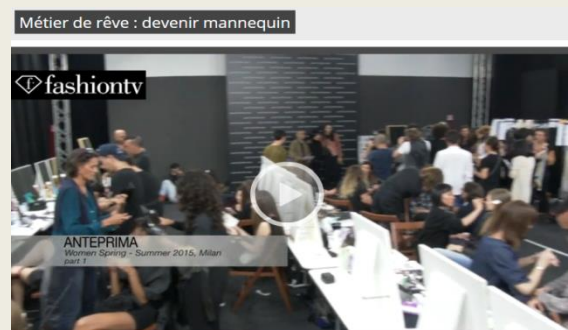 Métier de rêve : devenir mannequin
fashiontv
ANTEPRIMA
Women Spring - Summer 2015, Milan
part 1